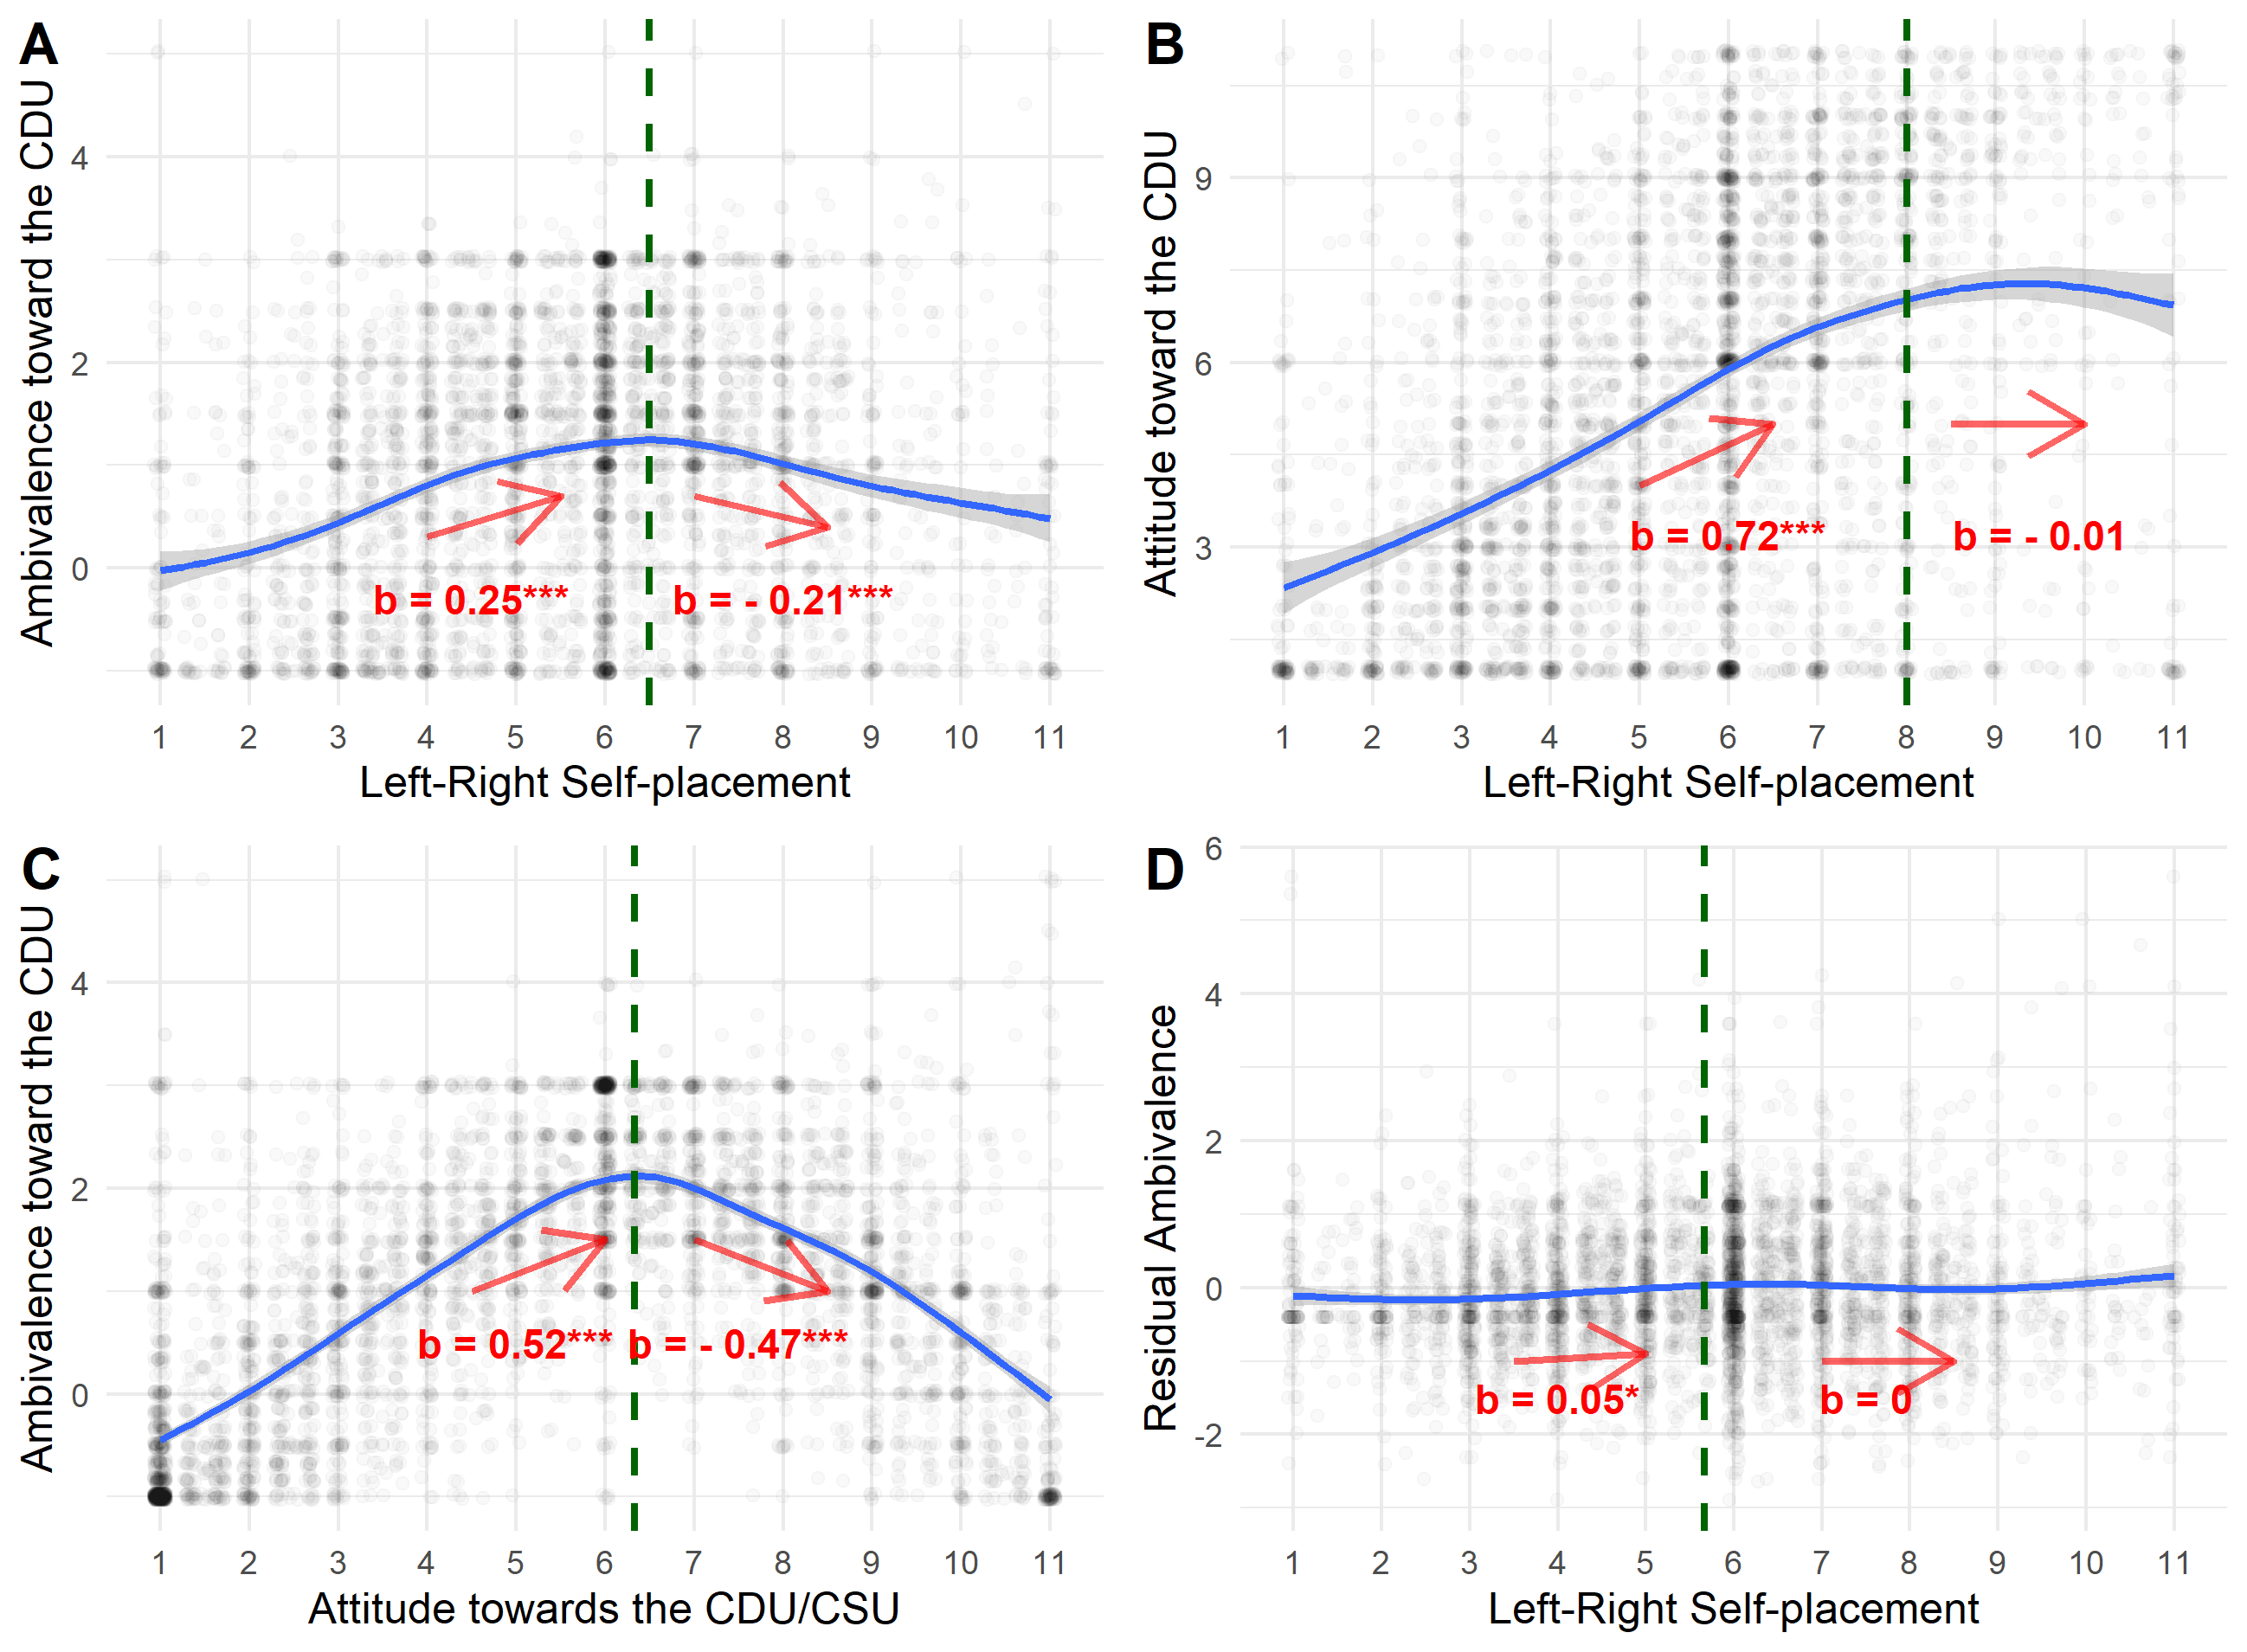 A
Ambivalence toward the CDU
4
2
0
b = 0.25***
b = - 0.21***
1 2 3 4 5 6 7 8 9 10 11
Left-Right Self-placement
B
Attitude toward the CDU
9
6
3
b = 0.72***
b = - 0.01
1 2 3 4 5 6 7 8 9 10 11
Left-Right Self-placement
C
Ambivalence toward the CDU
4
2
0
b = 0.52***
b = - 0.47***
1 2 3 4 5 6 7 8 9 10 11
Attitude towards the CDU/CSU
D
Residual Ambivalence
6
4
2
0
-2
b = 0.05*
b = 0
1 2 3 4 5 6 7 8 9 10 11
Left-Right Self-placement